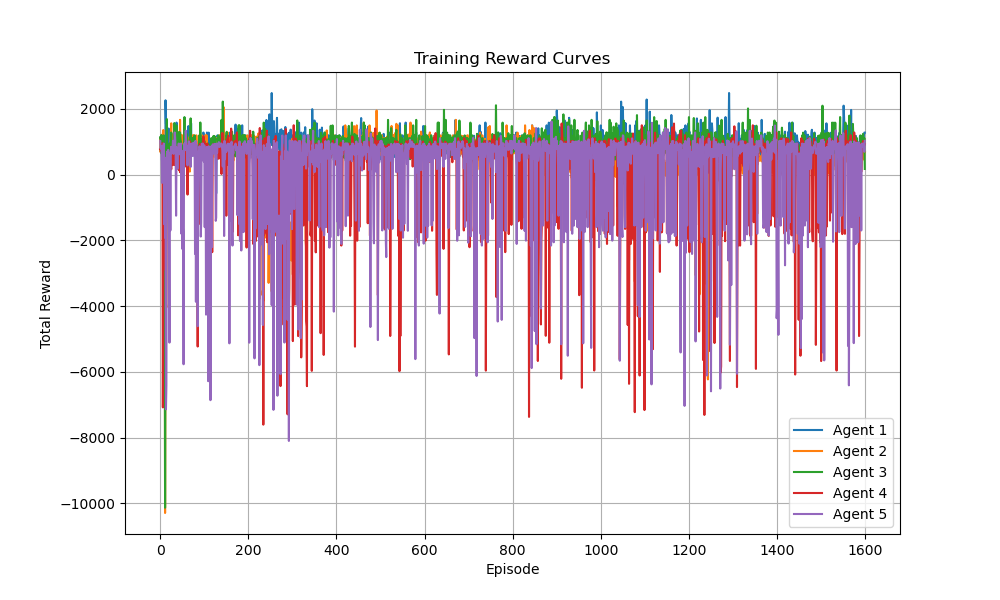 Training Reward Curves
Total Reward
2000
0
−2000
−4000
−6000
−8000
−10000
0 200 400 600 800 1000 1200 1400 1600
Episode
Agent 1
Agent 2
Agent 3
Agent 4
Agent 5